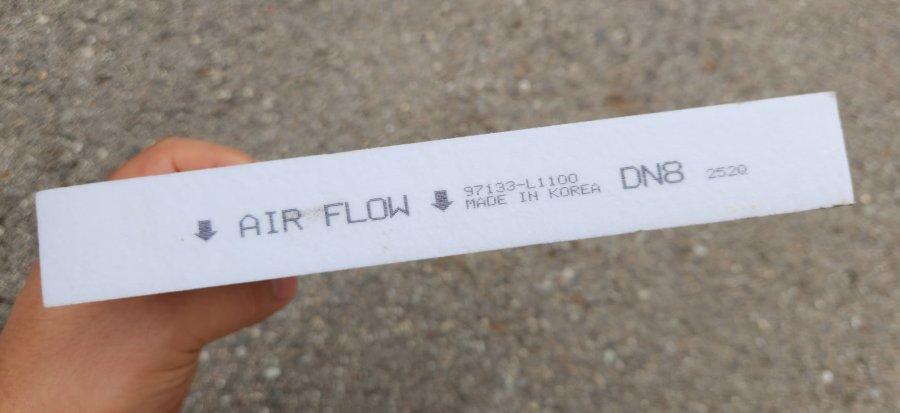 AIR FLOW
97133-L1100
MADE IN KOREA
DN8
252Q